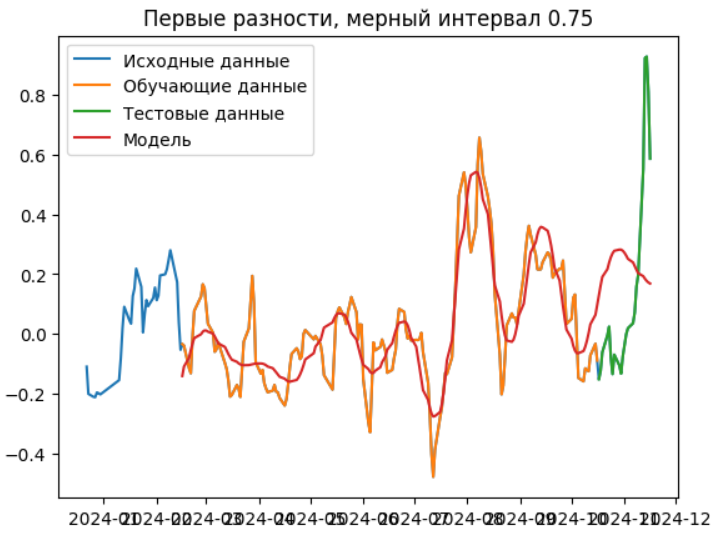 Первые разности, мерный интервал 0.75
Исходные данные
Обучающие данные
Тестовые данные
Модель
0.8
0.6
0.4
0.2
0.0
−0.2
−0.4
2024-01 2024-02 2024-03 2024-04 2024-05 2024-06 2024-07 2024-08 2024-09 2024-10 2024-11 2024-12